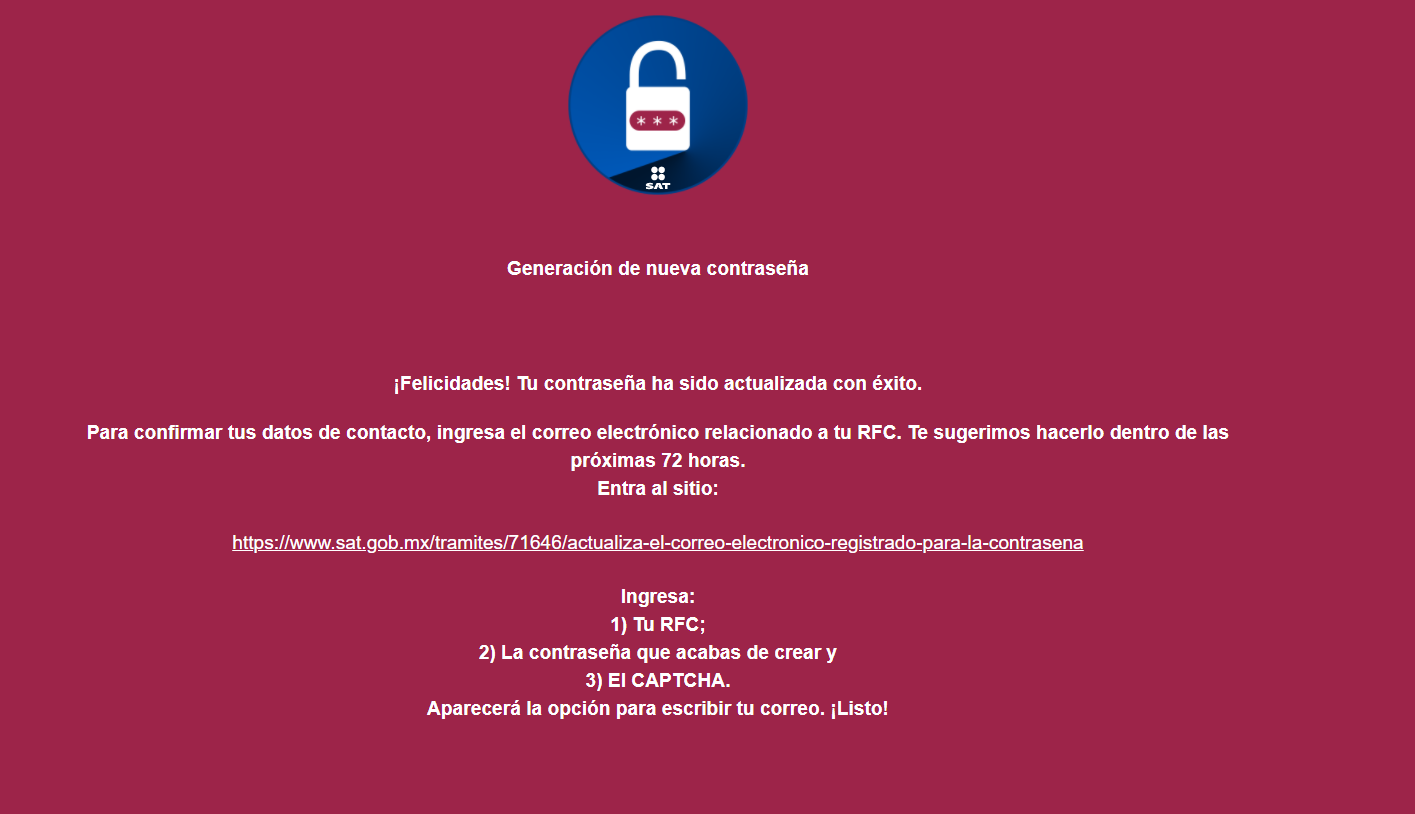 * * *
SAT
Generación de nueva contraseña
¡Felicidades! Tu contraseña ha sido actualizada con éxito.
Para confirmar tus datos de contacto, ingresa el correo electrónico relacionado a tu RFC. Te sugerimos hacerlo dentro de las
próximas 72 horas.
Entra al sitio:
https://www.sat.gob.mx/tramites/71646/actualiza-el-correo-electronico-registrado-para-la-contrasena
Ingresa:
1) Tu RFC;
2) La contraseña que acabas de crear y
3) El CAPTCHA.
Aparecerá la opción para escribir tu correo. ¡Listo!